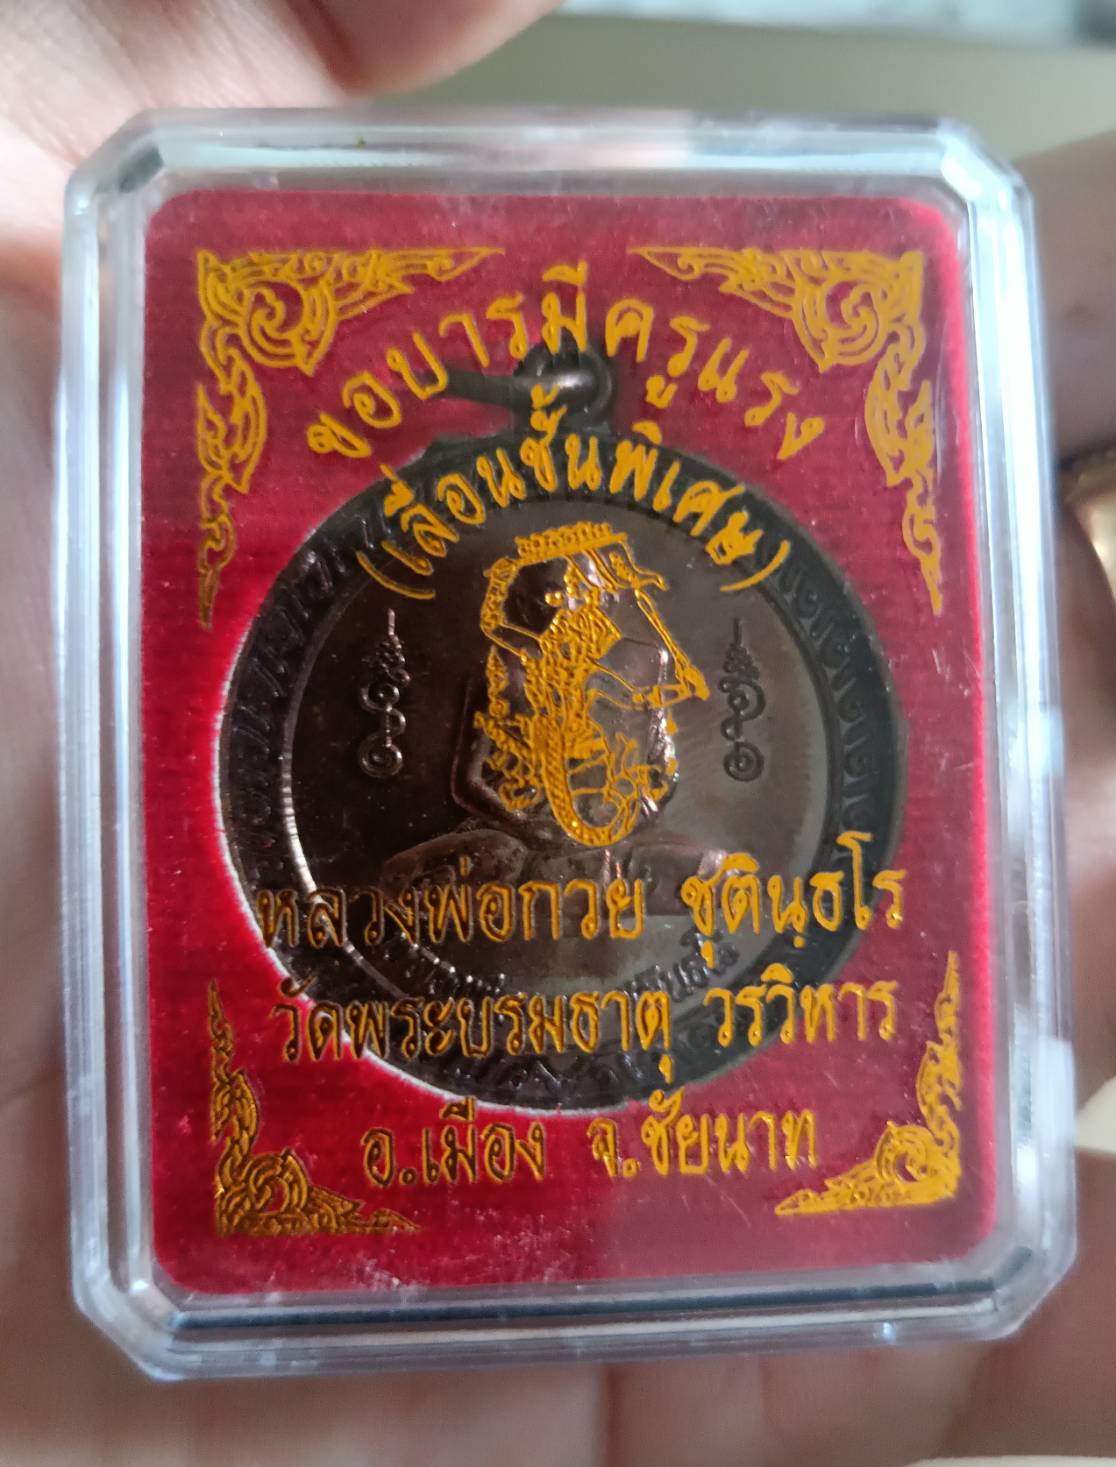 ขอบารมีครูแรง
(เลื่อนชั้นพิเศษ)
หลวงพ่อกวย ชุตินฺธโร
วัดพระบรมธาตุ วรวิหาร
อ.เมือง จ.ชัยนาท